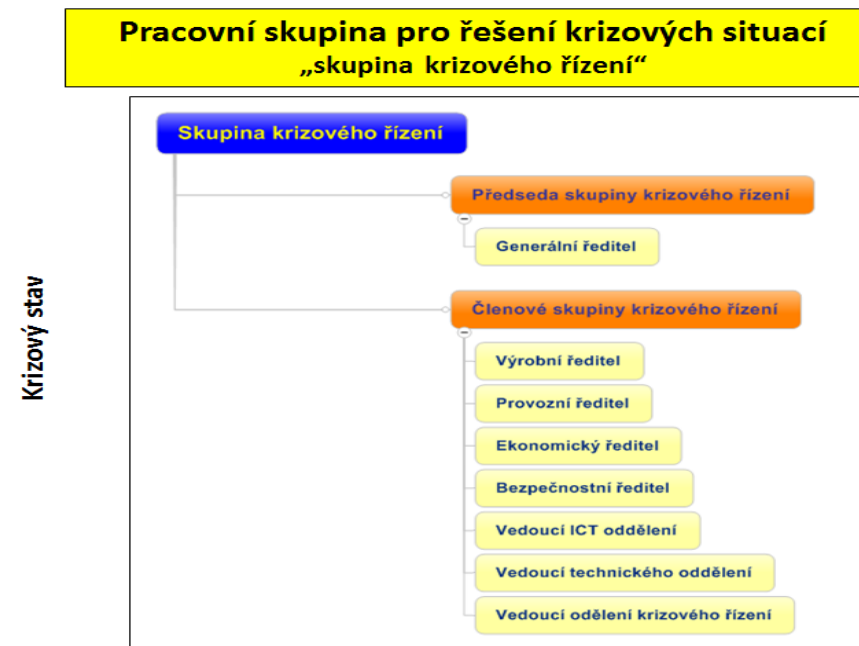 Pracovní skupina pro řešení krizových situací
„skupina krizového řízení“
Krizový stav
Skupina krizového řízení
Předseda skupiny krizového řízení
Generální ředitel
Členové skupiny krizového řízení
Výrobní ředitel
Provozní ředitel
Ekonomický ředitel
Bezpečnostní ředitel
Vedoucí ICT oddělení
Vedoucí technického oddělení
Vedoucí odělení krizového řízení